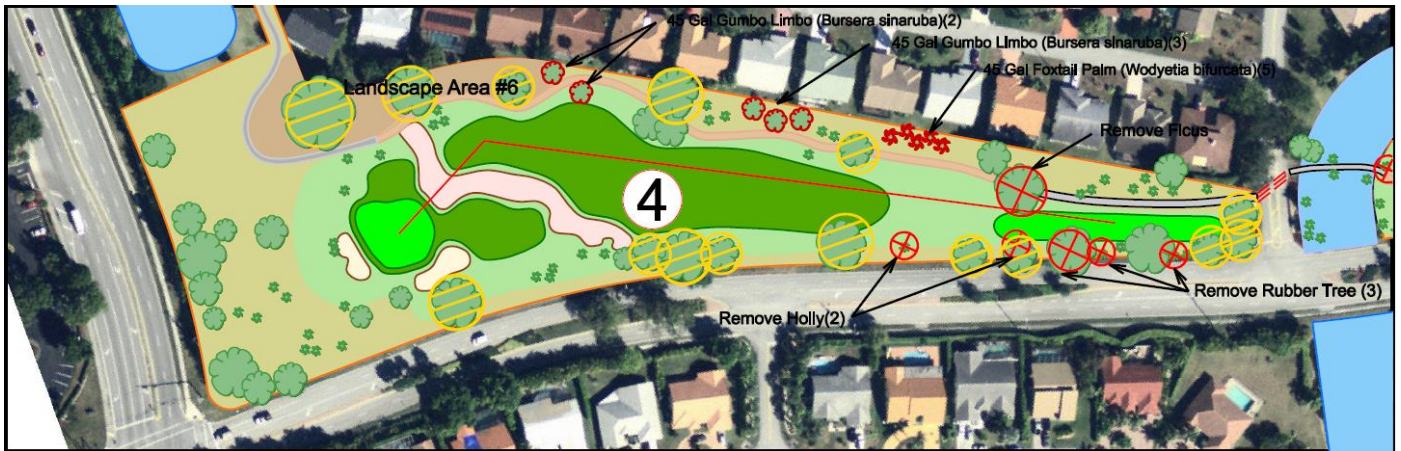 45 Gal Gumbo Limbo (Bursera sinaruba)(2)
45 Gal Gumbo Limbo (Bursera sinaruba)(3)
45 Gal Foxtail Palm (Wodyetia bifurcata)(5)
Landscape Area #6
Remove Ficus
4
Remove Rubber Tree (3)
Remove Holly(2)